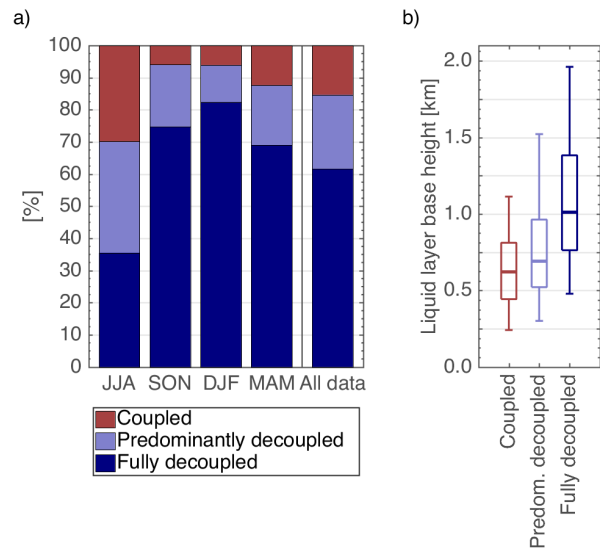 a)
[%]
100
90
80
70
60
50
40
30
20
10
0
JJA SON DJF MAM All data
Coupled
Predominantly decoupled
Fully decoupled
b)
Liquid layer base height [km]
2.0
1.5
1.0
0.5
0.0
Coupled
Predom. decoupled
Fully decoupled